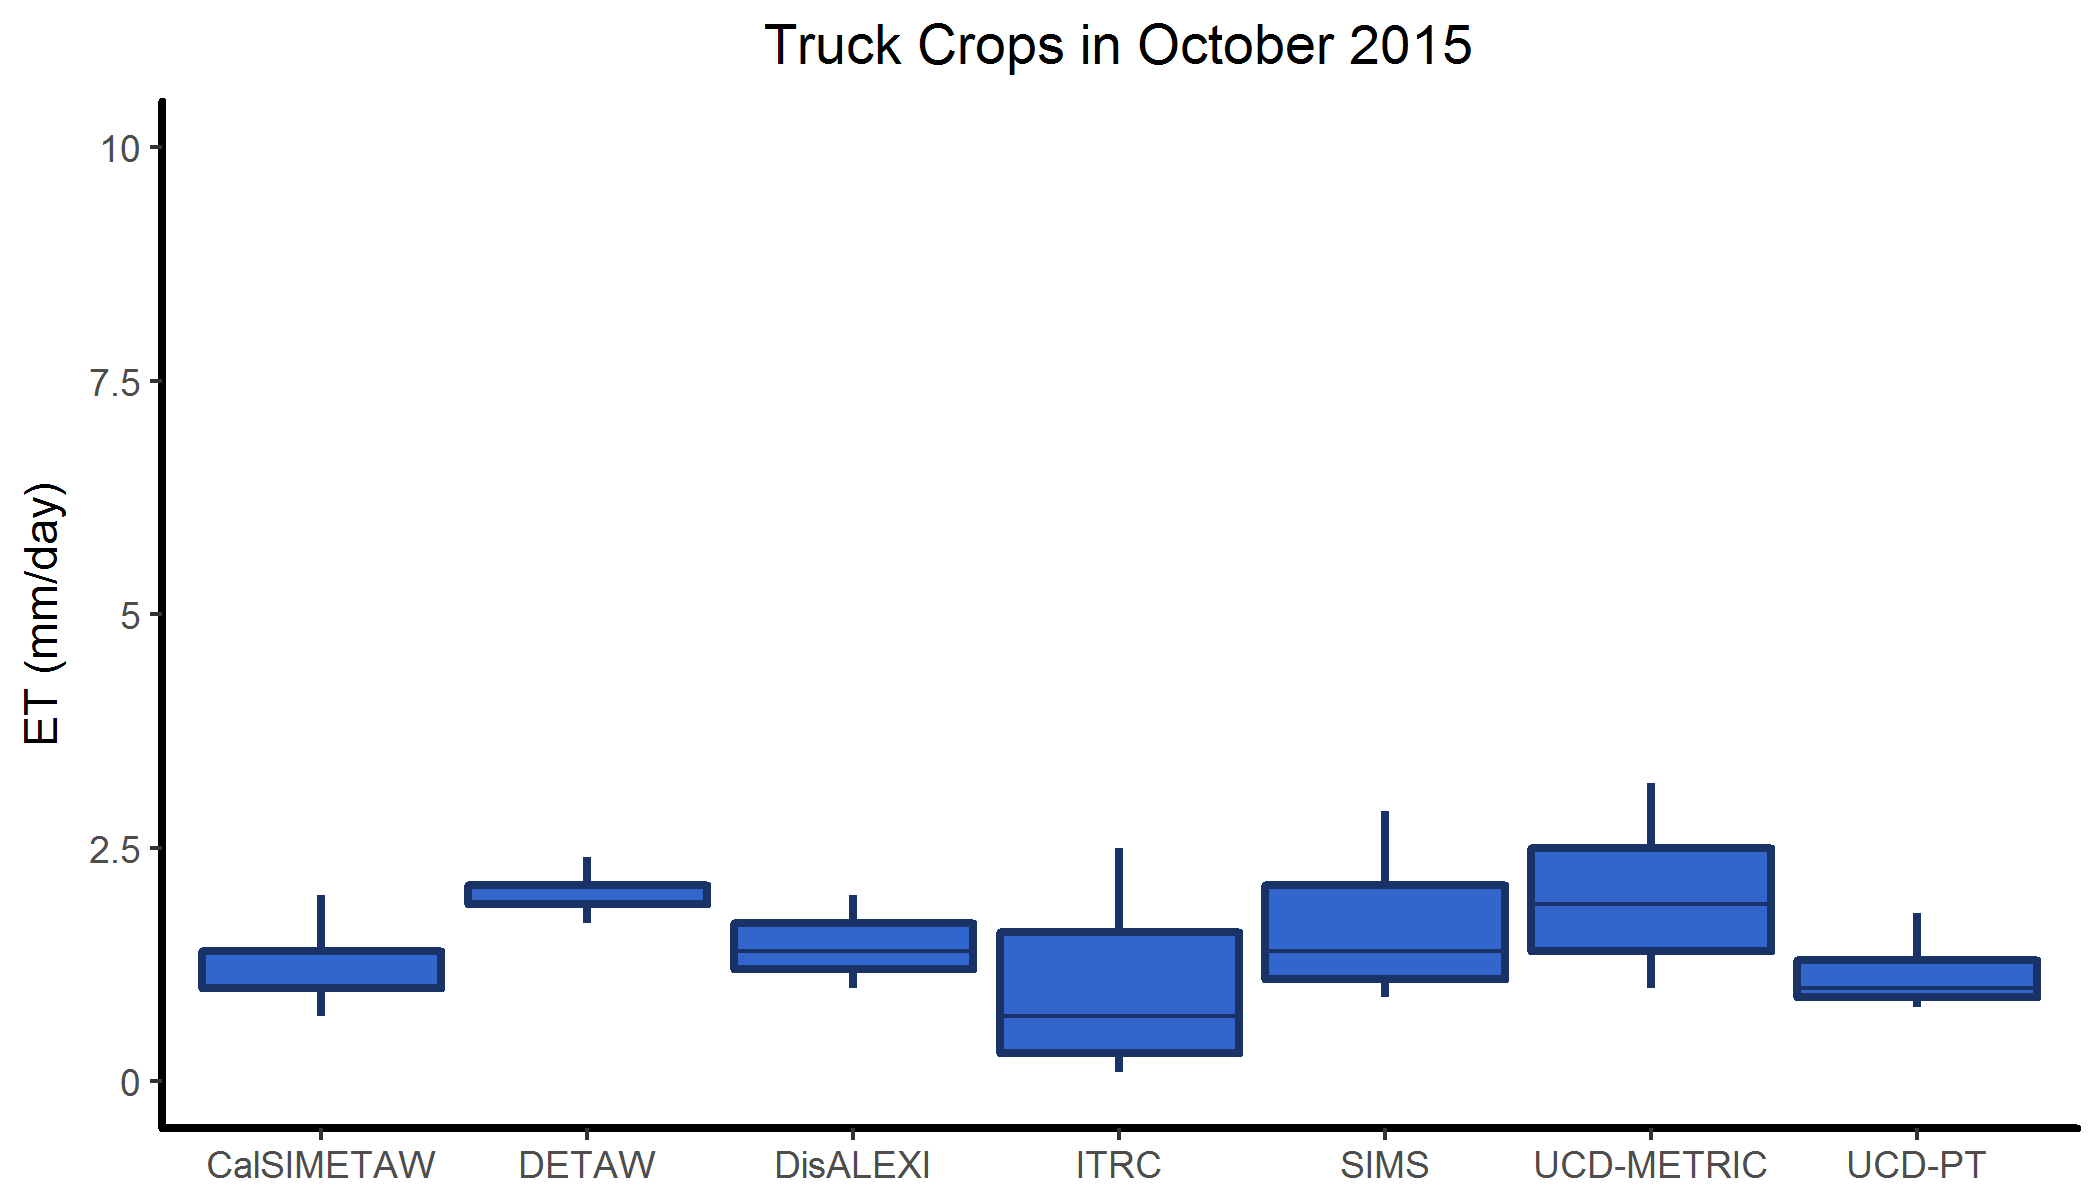 Truck Crops in October 2015
ET (mm/day)
10
7.5
5
2.5
0
CalSIMETAW DETAW DisALEXI ITRC SIMS UCD-METRIC UCD-PT